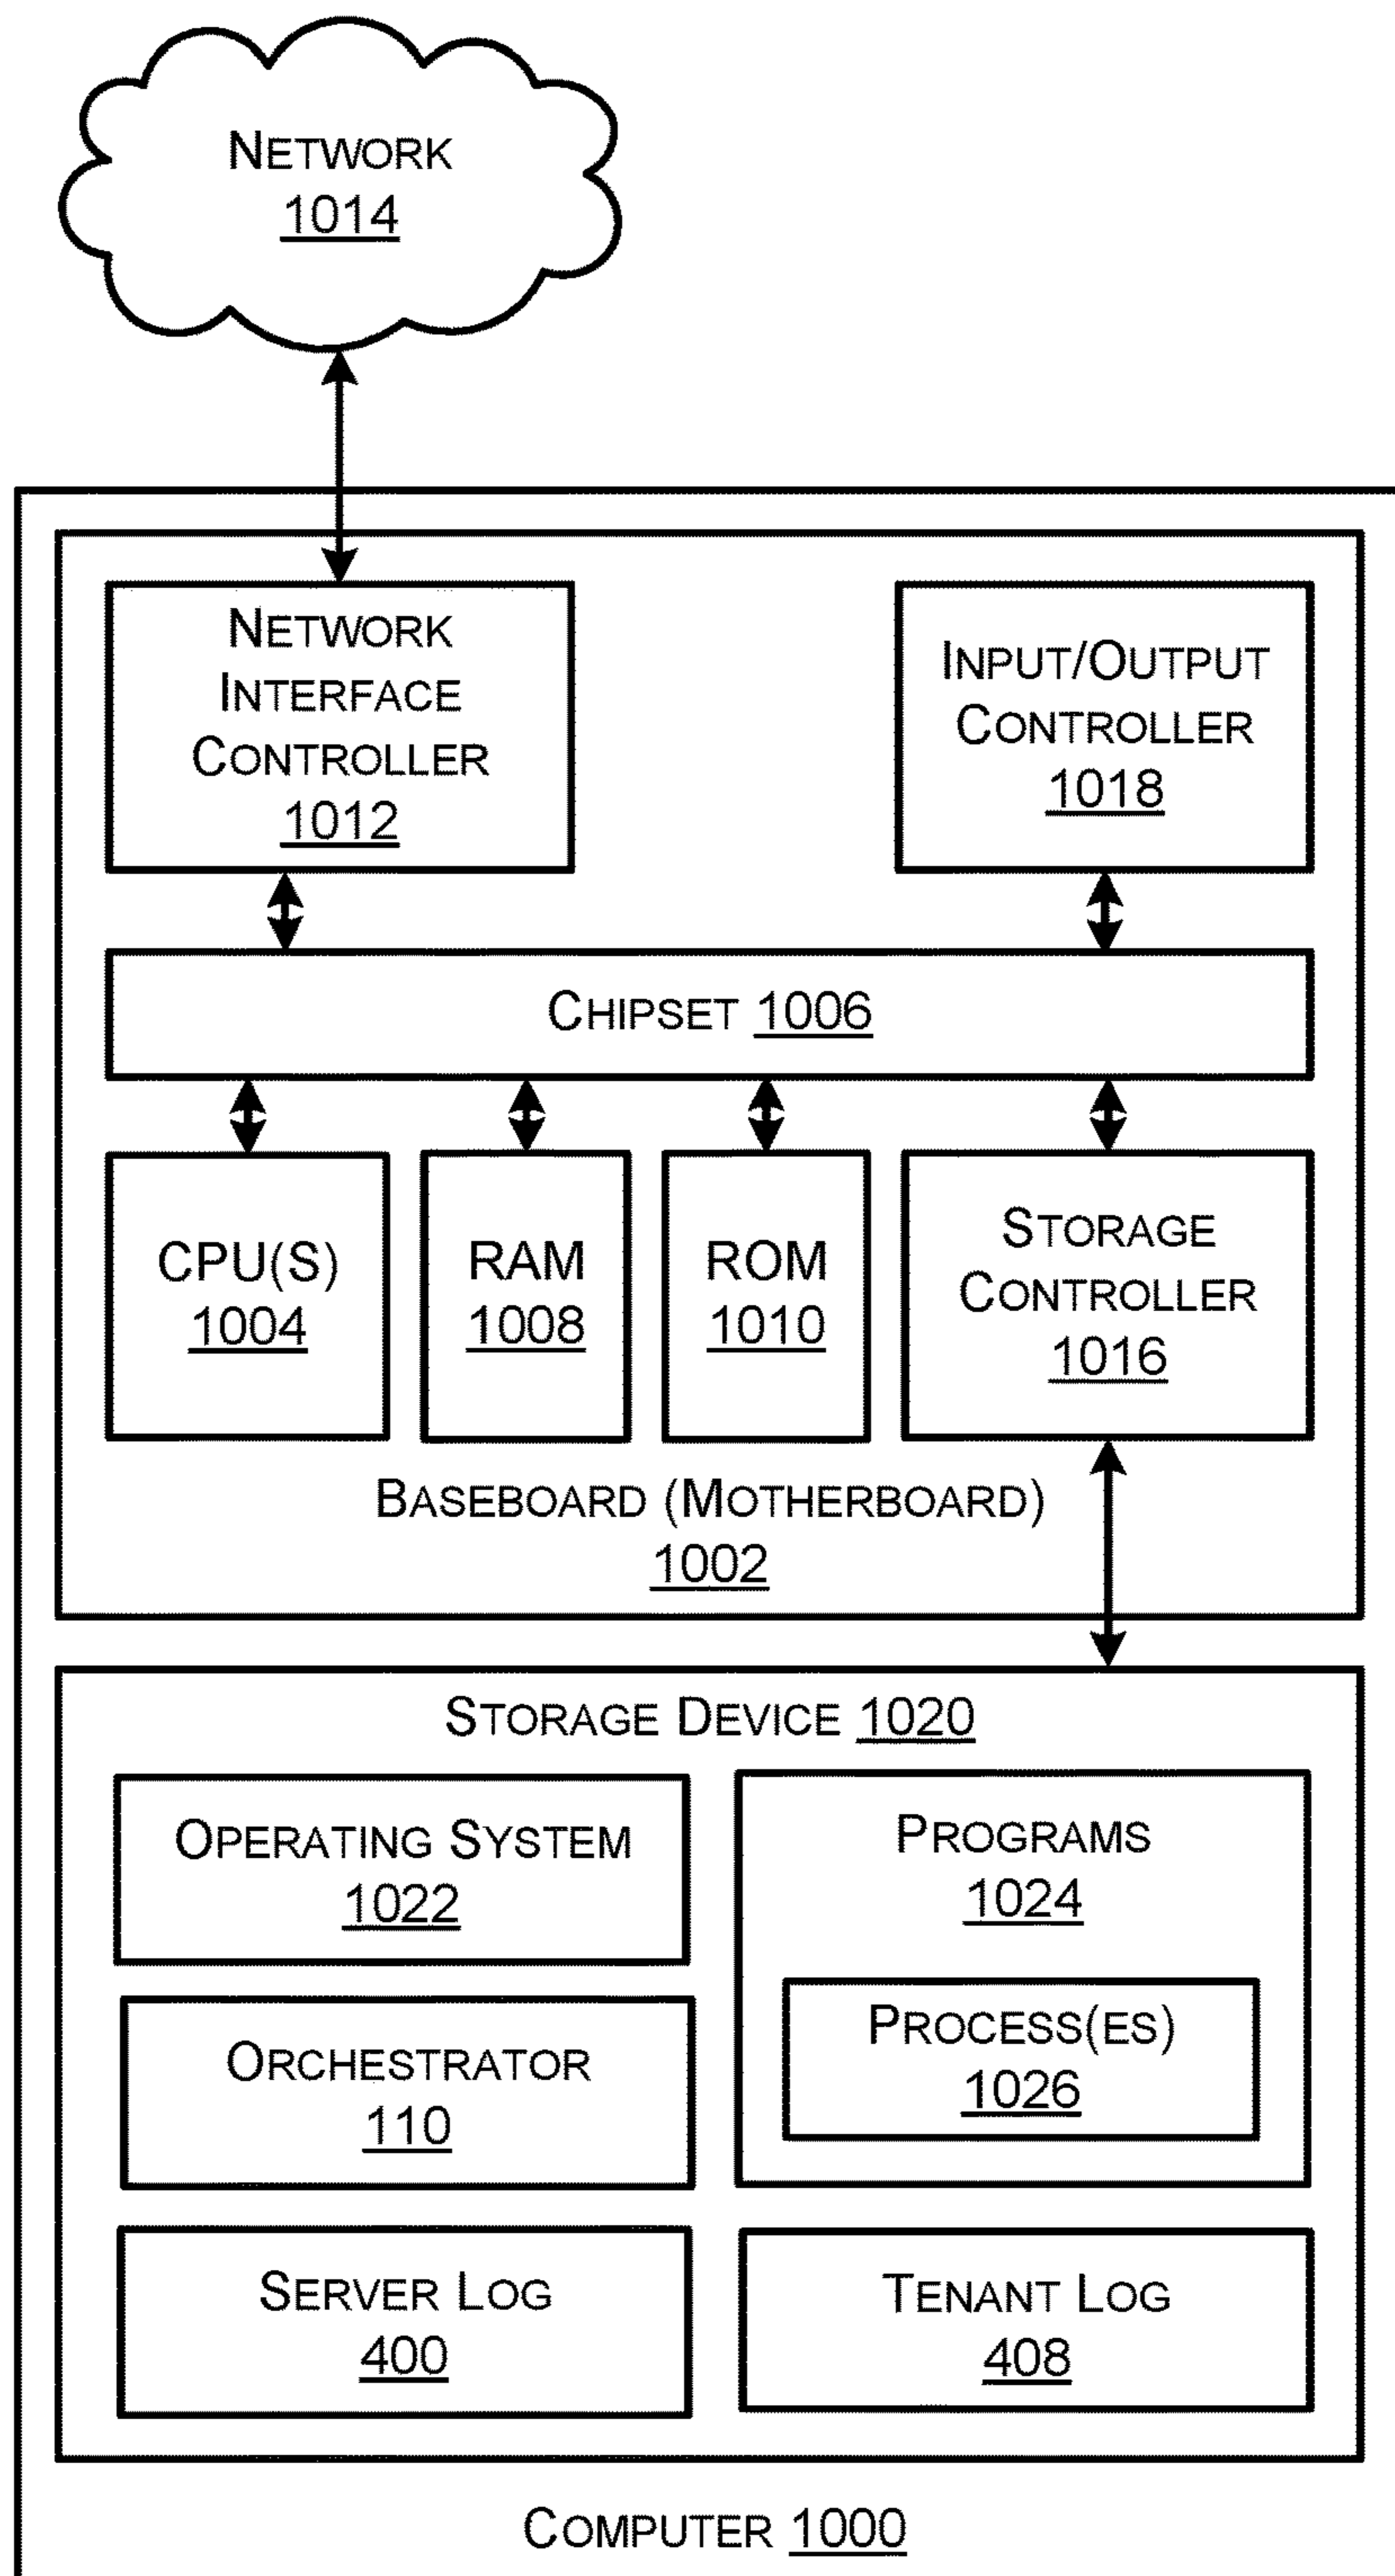 NETWORK
1014
NETWORK
INTERFACE
CONTROLLER
1012
INPUT/OUTPUT
CONTROLLER
1018
CHIPSET 1006
CPU(S)
1004
RAM
1008
ROM
1010
STORAGE
CONTROLLER
1016
BASEBOARD (MOTHERBOARD)
1002
STORAGE DEVICE 1020
OPERATING SYSTEM
1022
PROGRAMS
1024
PROCESS(ES)
1026
ORCHESTRATOR
110
SERVER LOG
400
TENANT LOG
408
COMPUTER 1000